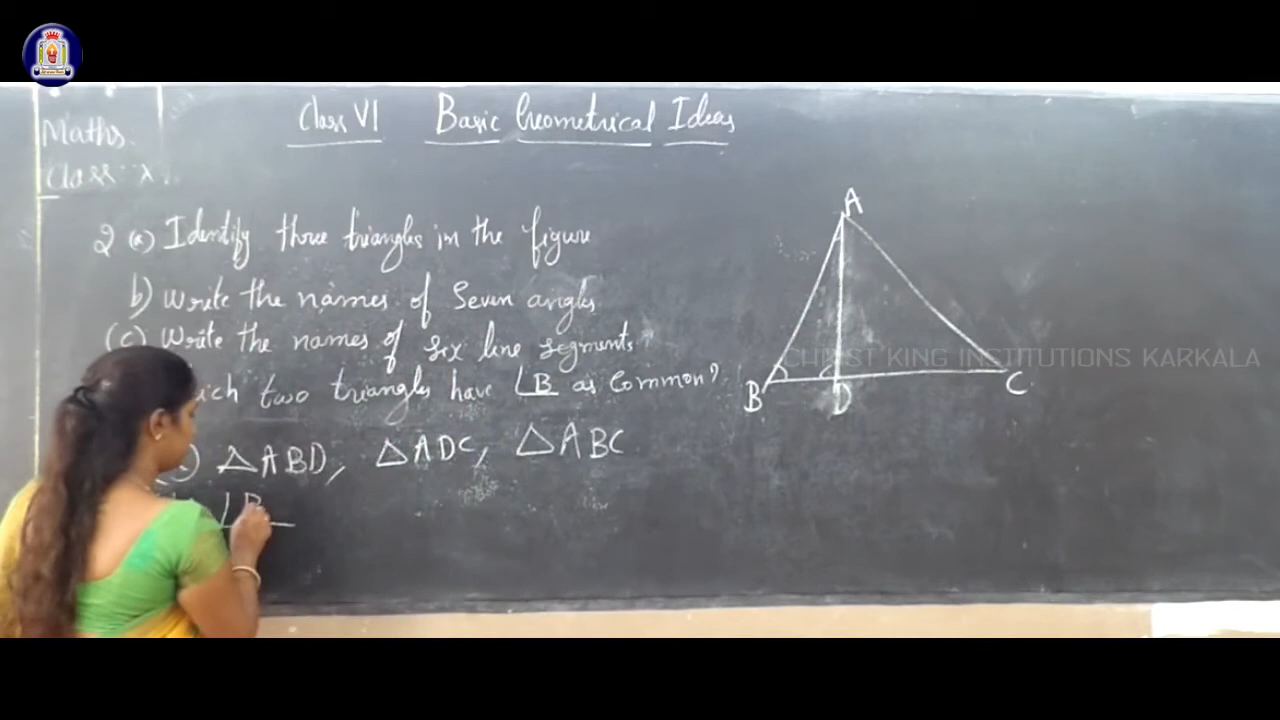 Class VI Basic Geometrical Ideas
Maths.
Class X
2 (a) Identify three triangles in the figure
b) Write the names of Seven angles
(c) Write the names of six line segments?
two triangles have ∠B as Common?
△ABD, △ADC, △ABC
∠B
A
B
D
C
CHRIST KING INSTITUTIONS KARKALA